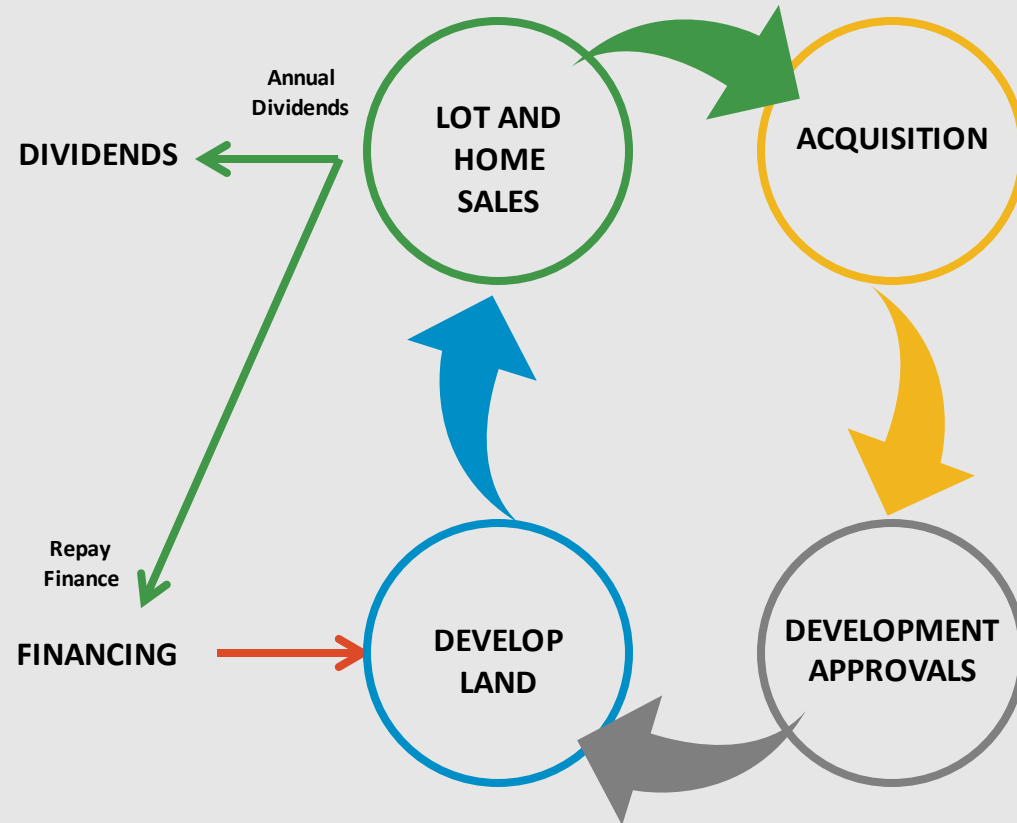 Annual
Dividends
DIVIDENDS
LOT AND
HOME
SALES
ACQUISITION
Repay
Finance
FINANCING
DEVELOP
LAND
DEVELOPMENT
APPROVALS